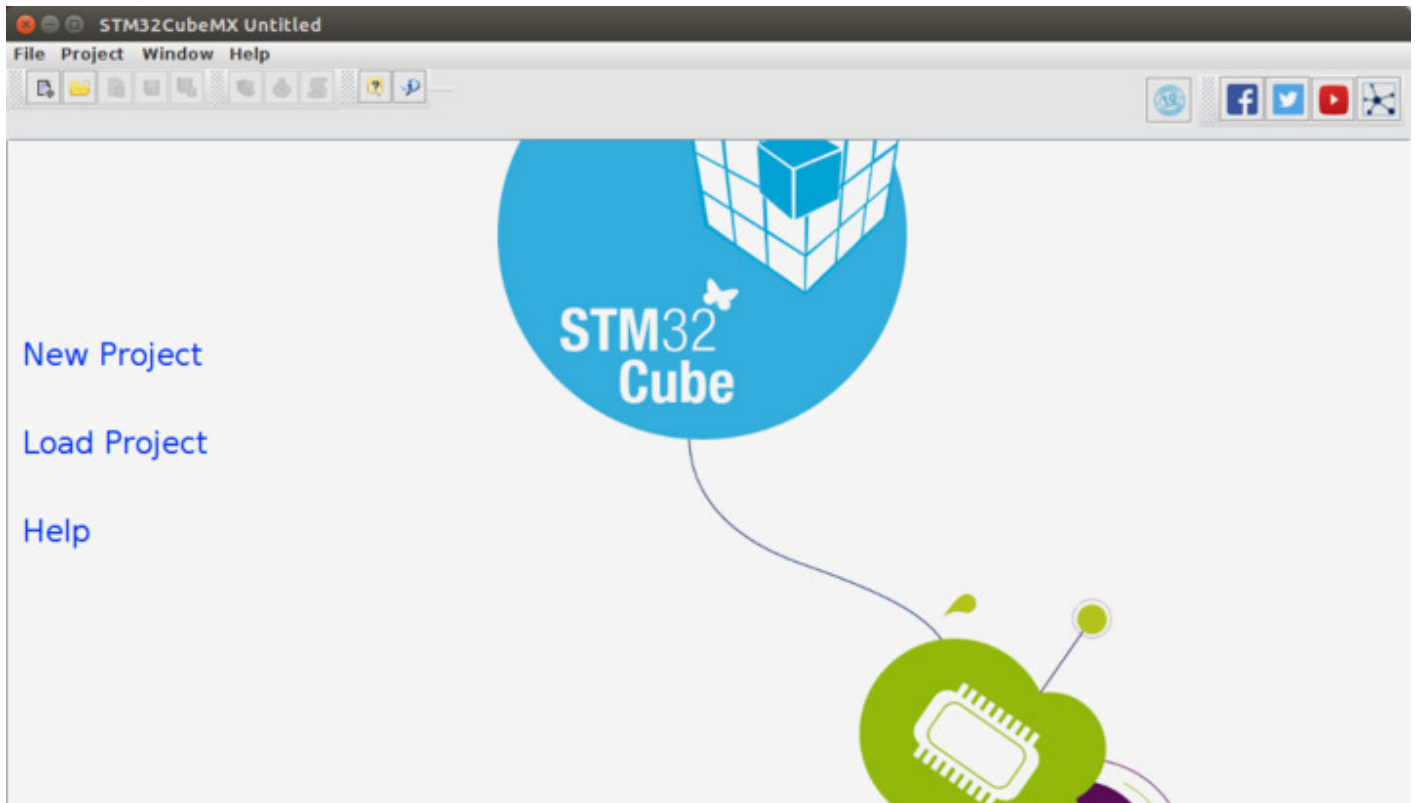 STM32CubeMX Untitled
File Project Window Help
STM32
Cube
New Project
Load Project
Help